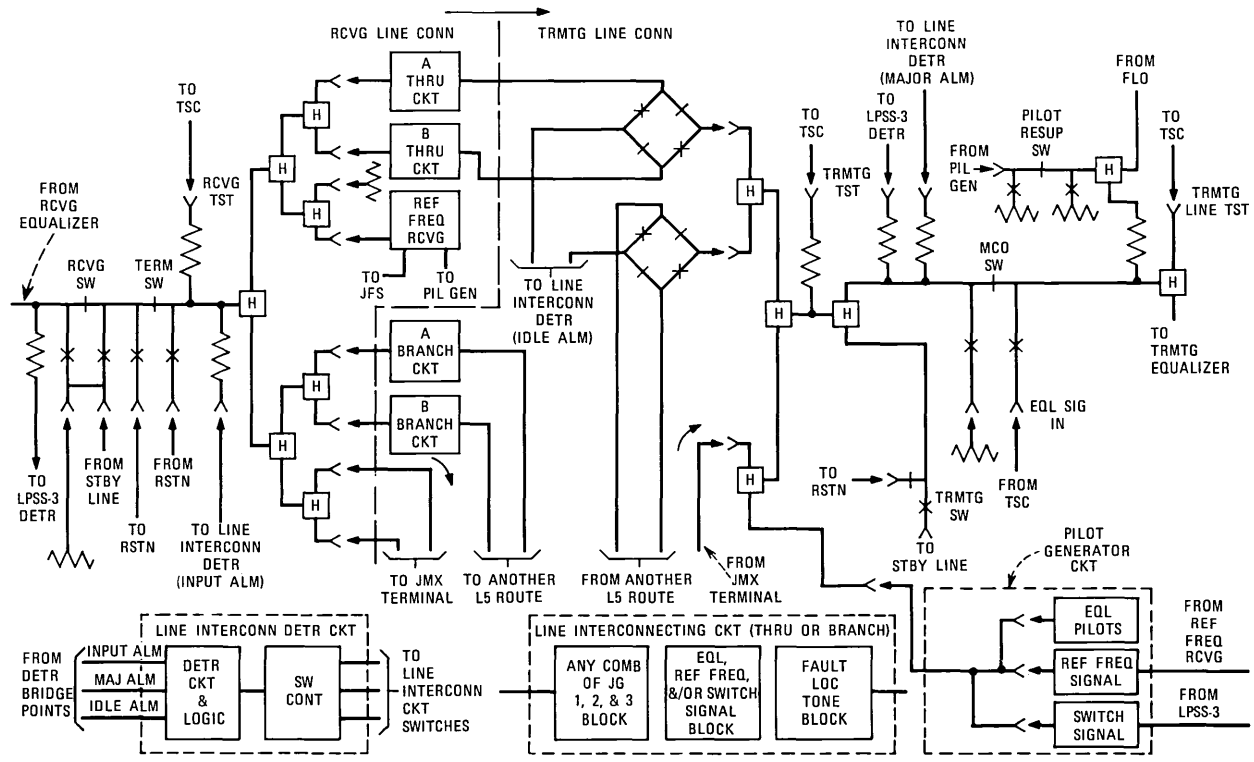 RCVG LINE CONN
TRMTG LINE CONN
TO LINE
INTERCONN
DETR
(MAJOR ALM)
FROM
FLO
A
THRU
CKT
TO
TSC
H
B
THRU
CKT
TO
TSC
TO
LPSS-3
DETR
PILOT
RESUP
SW
TO
TSC
FROM
PIL
GEN
H
H
H
FROM
RCVG
EQUALIZER
RCVG
TST
REF
FREQ
RCVG
H
TRMTG
TST
TRMTG
LINE TST
RCVG
SW
TERM
SW
TO
JFS
TO
PIL GEN
MCO
SW
H
H
TO LINE
INTERCONN
DETR
(IDLE ALM)
H
H
H
A
BRANCH
CKT
TO
TRMTG
EQUALIZER
H
B
BRANCH
CKT
EQL SIG
IN
H
FROM
STBY
LINE
FROM
RSTN
TO
LPSS-3
DETR
TO
RSTN
TO LINE
INTERCONN
DETR
(INPUT ALM)
H
H
TO
RSTN
TRMTG
SW
FROM
TSC
TO
STBY LINE
PILOT
GENERATOR
CKT
TO JMX
TERMINAL
TO ANOTHER
L5 ROUTE
FROM ANOTHER
L5 ROUTE
FROM
JMX
TERMINAL
EQL
PILOTS
FROM
REF
FREQ
RCVG
REF FREQ
SIGNAL
FROM
LPSS-3
SWITCH
SIGNAL
LINE INTERCONN DETR CKT
FROM
DETR
BRIDGE
POINTS
INPUT ALM
MAJ ALM
IDLE ALM
DETR
CKT
&
LOGIC
SW
CONT
TO
LINE
INTERCONN
CKT
SWITCHES
LINE INTERCONNECTING CKT (THRU OR BRANCH)
ANY COMB
OF JG
1, 2, & 3
BLOCK
EQL,
REF FREQ,
&/OR SWITCH
SIGNAL
BLOCK
FAULT
LOC
TONE
BLOCK